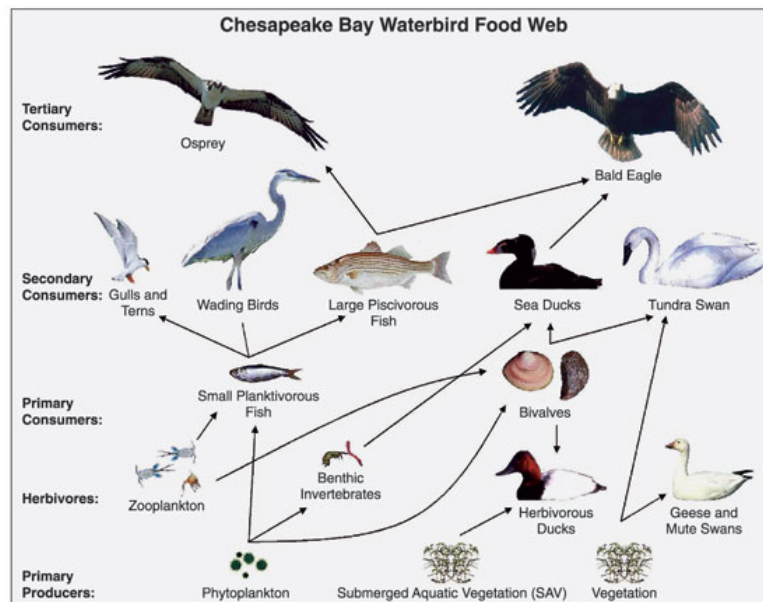 Chesapeake Bay Waterbird Food Web
Tertiary
Consumers:
Osprey
Bald Eagle
Secondary
Consumers:
Gulls and
Terns
Wading Birds
Large Piscivorous
Fish
Sea Ducks
Tundra Swan
Primary
Consumers:
Small Planktivorous
Fish
Bivalves
Herbivores:
Zooplankton
Benthic
Invertebrates
Herbivorous
Ducks
Geese and
Mute Swans
Primary
Producers:
Phytoplankton
Submerged Aquatic Vegetation (SAV)
Vegetation